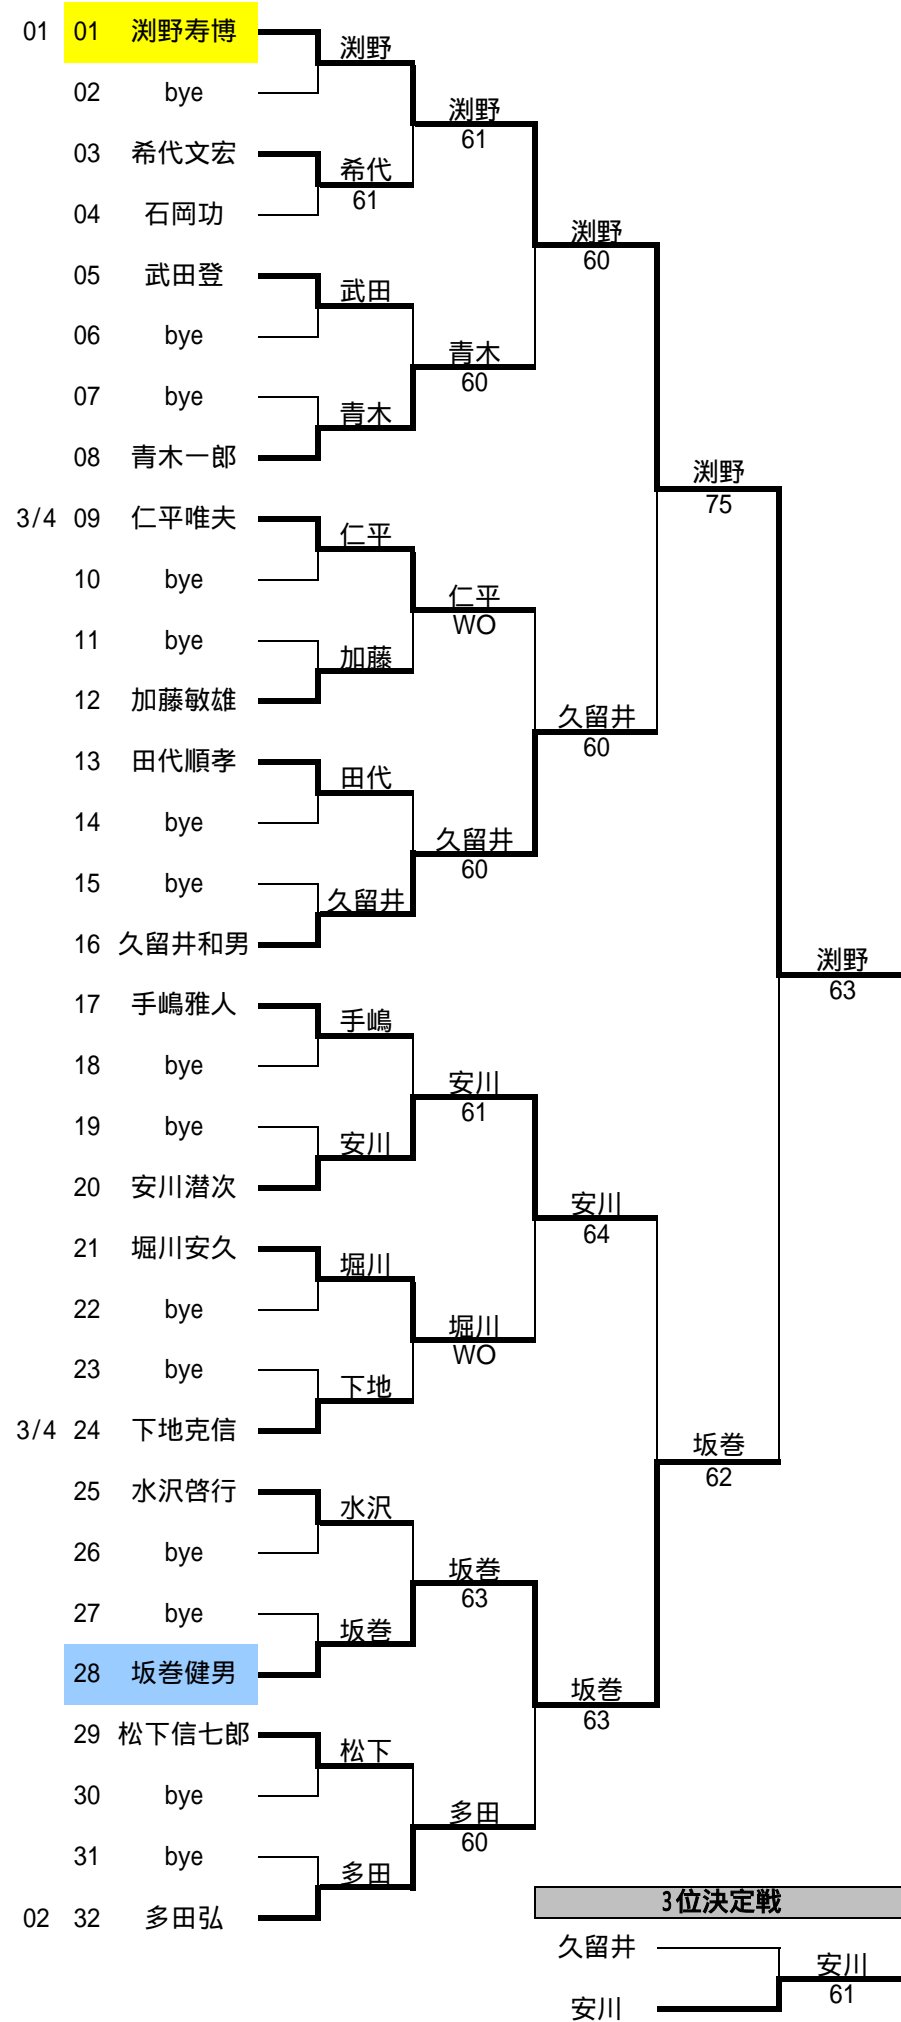 01 01 渕野寿博
渕野
02 bye
渕野
61
03 希代文宏
希代
61
04 石岡功
渕野
60
05 武田登
武田
06 bye
青木
60
07 bye
青木
08 青木一郎
渕野
75
3/4 09 仁平唯夫
仁平
10 bye
仁平
WO
11 bye
加藤
12 加藤敏雄
久留井
60
13 田代順孝
田代
14 bye
久留井
60
15 bye
久留井
16 久留井和男
渕野
63
17 手嶋雅人
手嶋
18 bye
安川
61
19 bye
安川
20 安川潜次
安川
64
21 堀川安久
堀川
22 bye
堀川
WO
23 bye
下地
3/4 24 下地克信
坂巻
62
25 水沢啓行
水沢
26 bye
坂巻
63
27 bye
坂巻
28 坂巻健男
坂巻
63
29 松下信七郎
松下
30 bye
多田
60
31 bye
多田
02 32 多田弘
3位決定戦
久留井
安川
61
安川